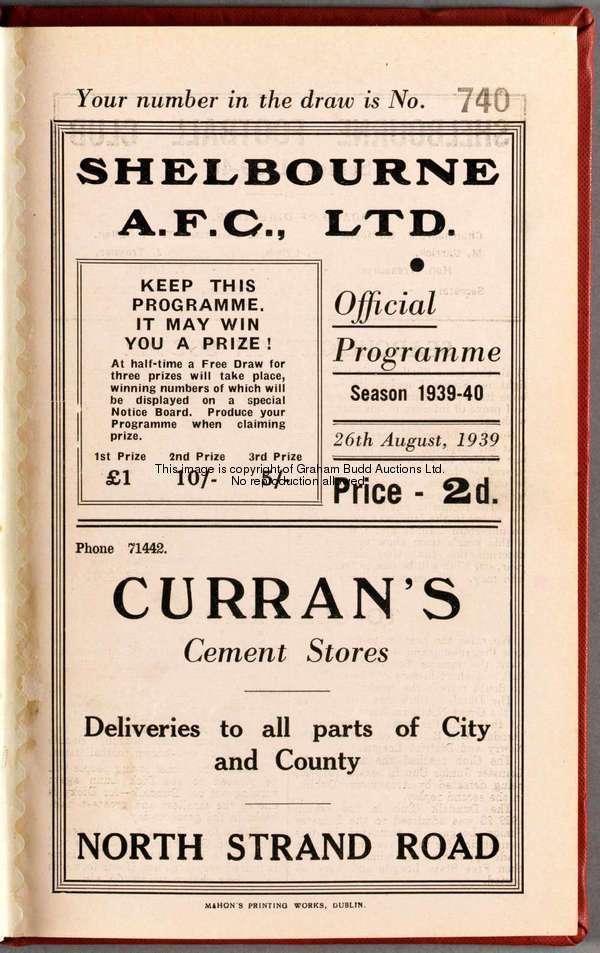 Your number in the draw is No. 740
SHELBOURNE
A.F.C., LTD.
KEEP THIS
PROGRAMME.
IT MAY WIN
YOU A PRIZE !
At half-time a Free Draw for
three prizes will take place,
winning numbers of which will
be displayed on a special
Notice Board. Produce your
Programme when claiming
prize.
1st Prize 2nd Prize 3rd Prize
£1 10/- 5/-
Official
Programme
Season 1939-40
26th August, 1939
Price - 2d.
This image is copyright of Graham Budd Auctions Ltd.
No reproduction allowed.
Phone 71442.
CURRAN'S
Cement Stores
Deliveries to all parts of City
and County
NORTH STRAND ROAD
MAHON'S PRINTING WORKS, DUBLIN.